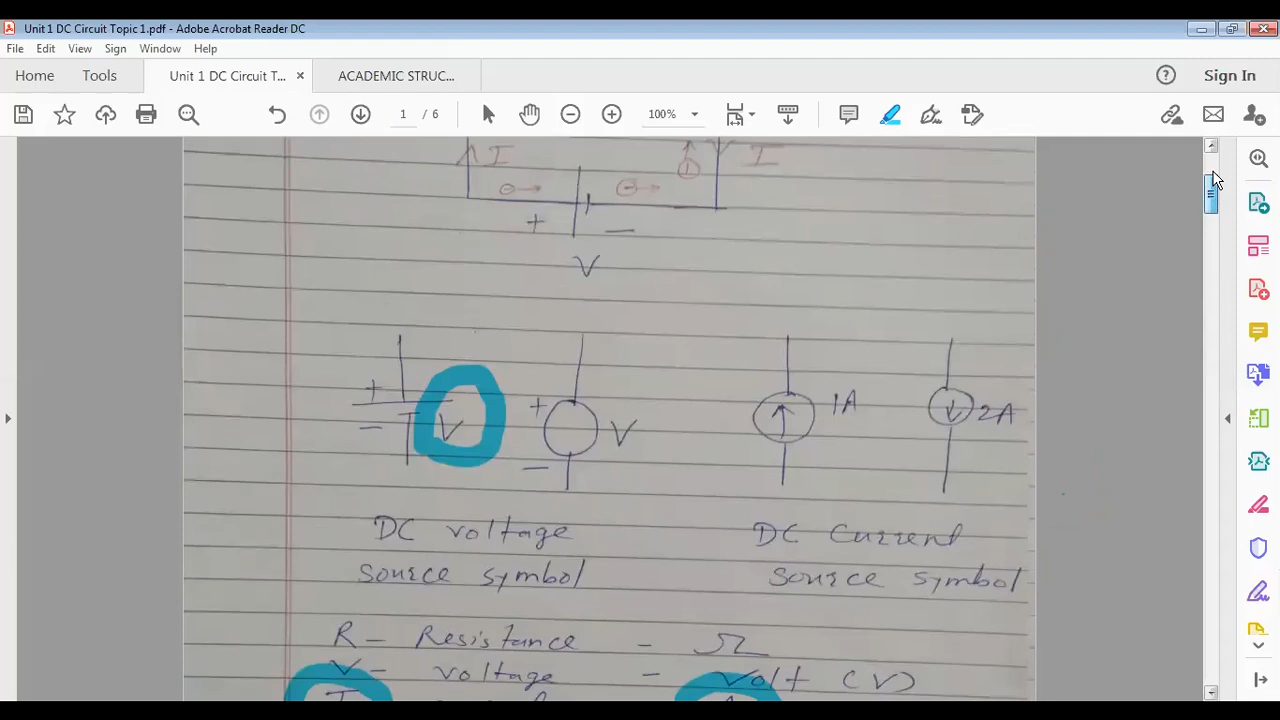 Unit 1 DC Circuit Topic 1.pdf - Adobe Acrobat Reader DC
File Edit View Sign Window Help
Home Tools Unit 1 DC Circuit T... × ACADEMIC STRUC... Sign In
1 / 6 100%
I I
+ −
V
+ − V + − V 1A 2A
DC voltage DC Current
source symbol source symbol
R - Resistance - Ω
V - voltage - volt (V)